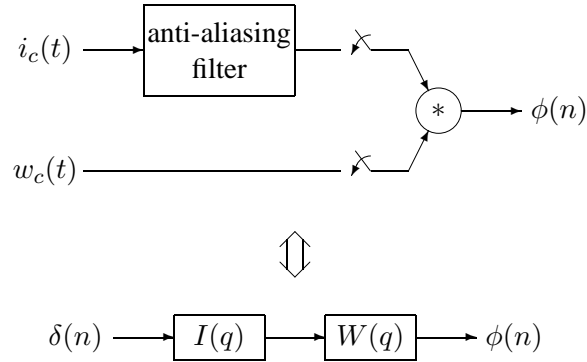 i_c(t)
anti-aliasing
filter
*
ϕ(n)
w_c(t)
δ(n)
I(q)
W(q)
ϕ(n)